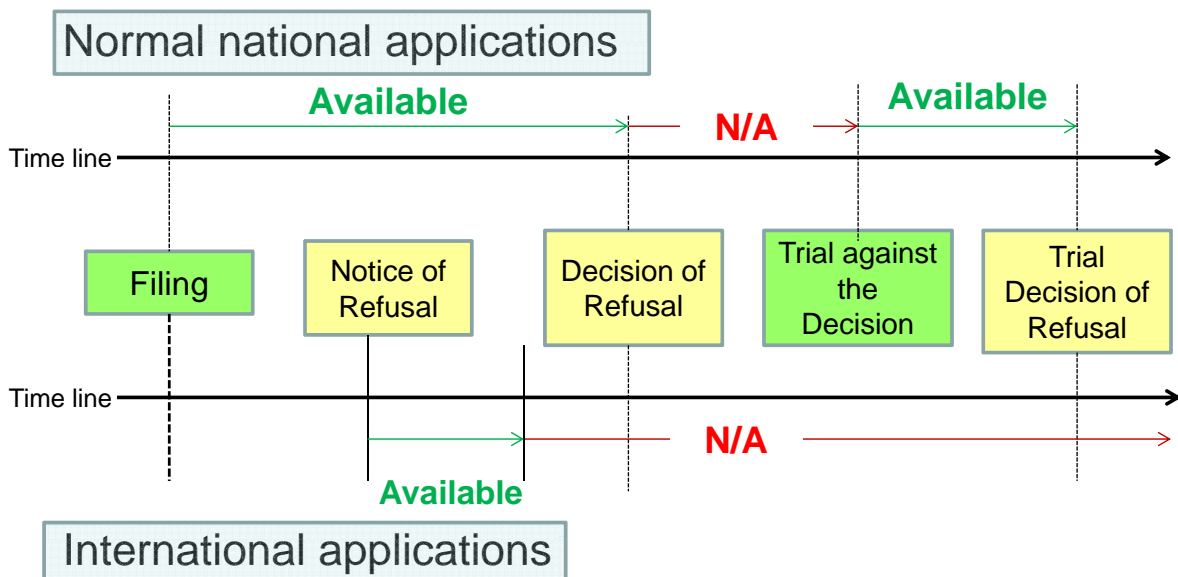 Normal national applications
Available
N/A
Available
Time line
Filing
Notice of
Refusal
Decision of
Refusal
Trial against
the
Decision
Trial
Decision of
Refusal
Time line
N/A
Available
International applications